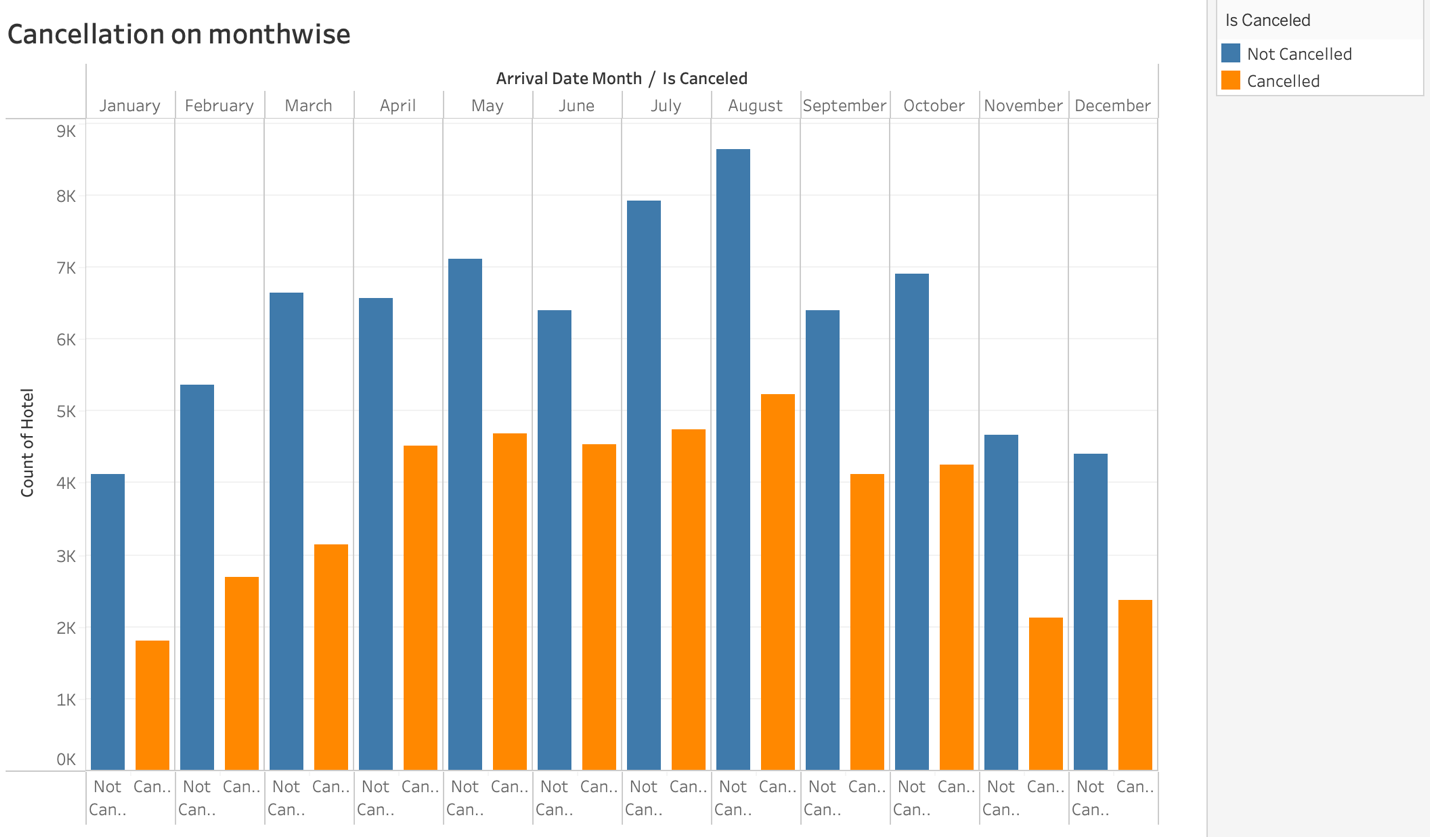 Cancellation on monthwise
Is Canceled
Not Cancelled
Cancelled
Arrival Date Month / Is Canceled
January February March April May June July August September October November December
9K
8K
7K
6K
5K
4K
3K
2K
1K
0K
Count of Hotel
Not Can.. Not Can.. Not Can.. Not Can.. Not Can.. Not Can.. Not Can.. Not Can.. Not Can.. Not Can.. Not Can.. Not Can..
Can.. Can.. Can.. Can.. Can.. Can.. Can.. Can.. Can.. Can.. Can.. Can..